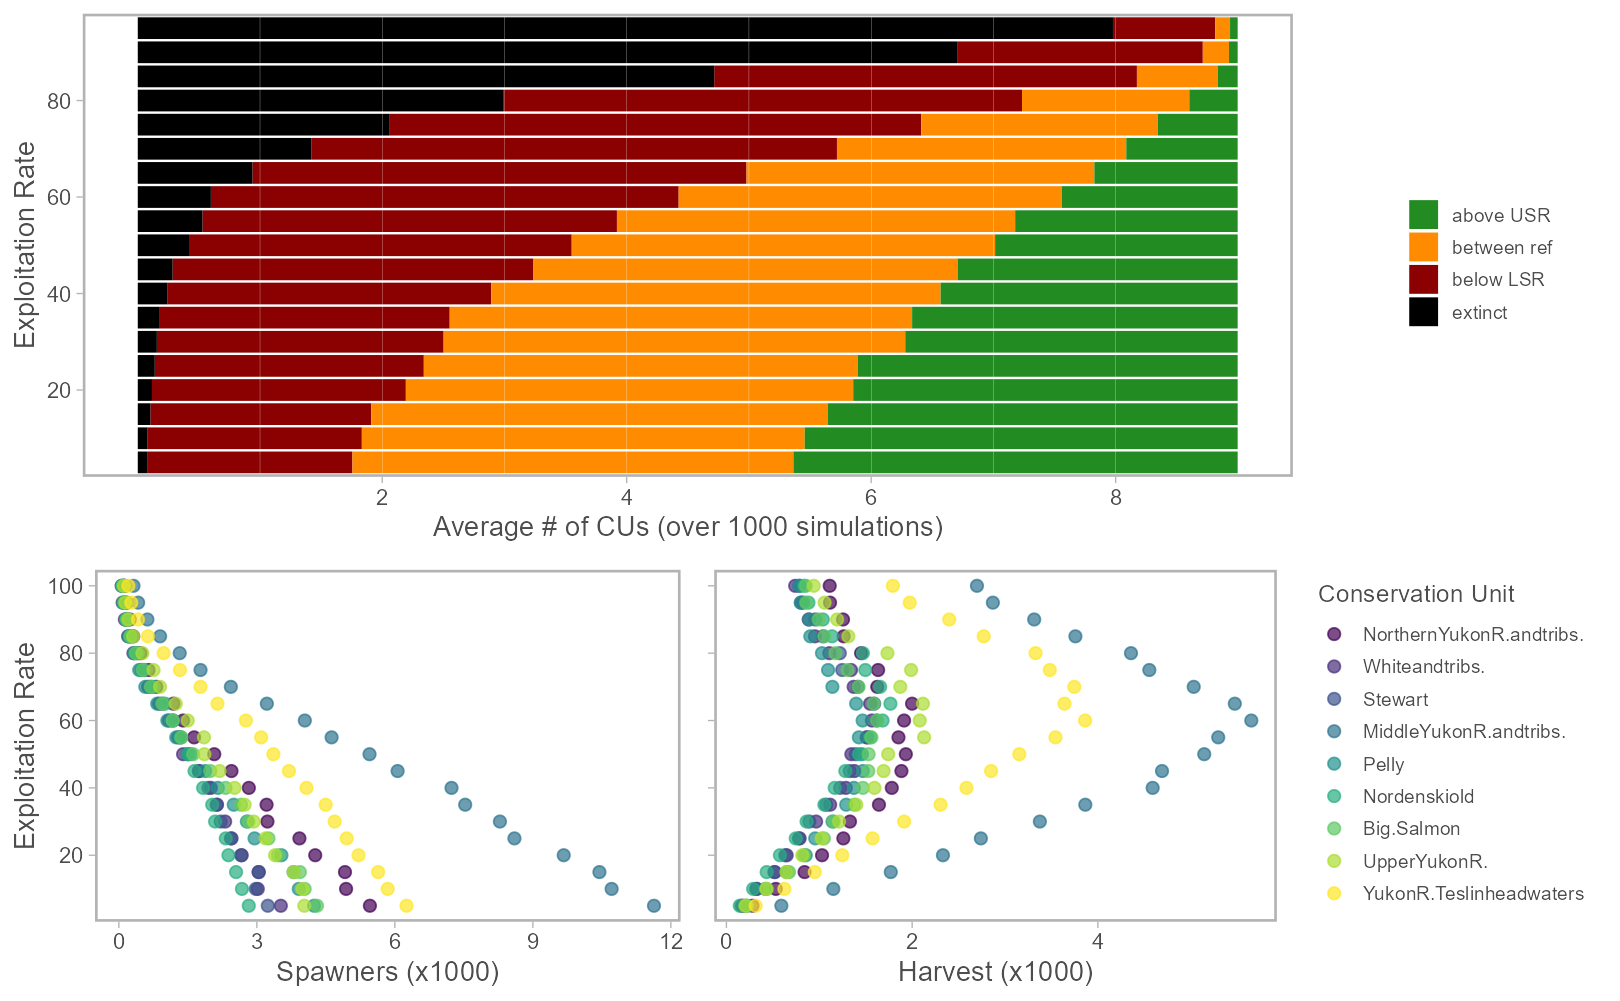 80
60
40
20
Exploitation Rate
2 4 6 8
Average # of CUs (over 1000 simulations)
above USR
between ref
below LSR
extinct
100
80
60
40
20
Exploitation Rate
0 3 6 9 12
Spawners (x1000)
0 2 4
Harvest (x1000)
Conservation Unit
NorthernYukonR.andtribs.
Whiteandtribs.
Stewart
MiddleYukonR.andtribs.
Pelly
Nordenskiold
Big.Salmon
UpperYukonR.
YukonR.Teslinheadwaters